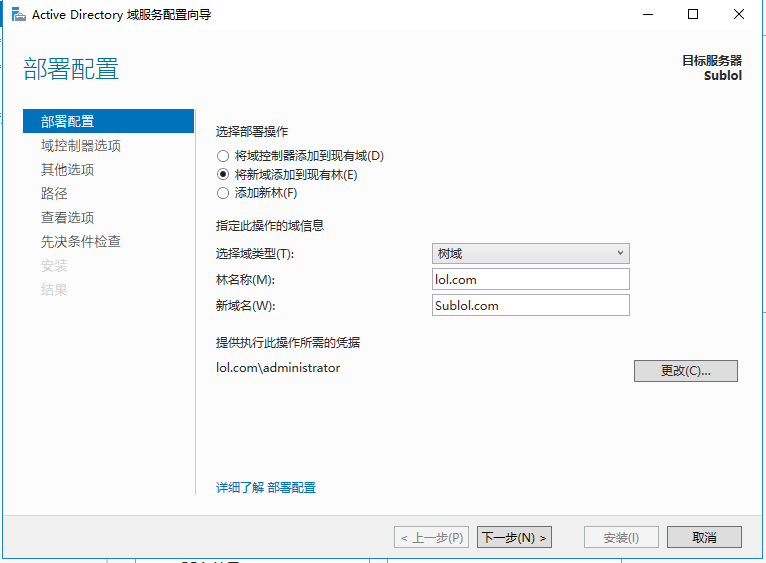 Active Directory 域服务配置向导
部署配置
目标服务器
Sublol
部署配置
域控制器选项
其他选项
路径
查看选项
先决条件检查
安装
结果
选择部署操作
将域控制器添加到现有域(D)
将新域添加到现有林(E)
添加新林(F)
指定此操作的域信息
选择域类型(T): 树域
林名称(M): lol.com
新域名(W): Sublol.com
提供执行此操作所需的凭据
lol.com\administrator 更改(C)...
详细了解 部署配置
< 上一步(P) 下一步(N) > 安装(I) 取消